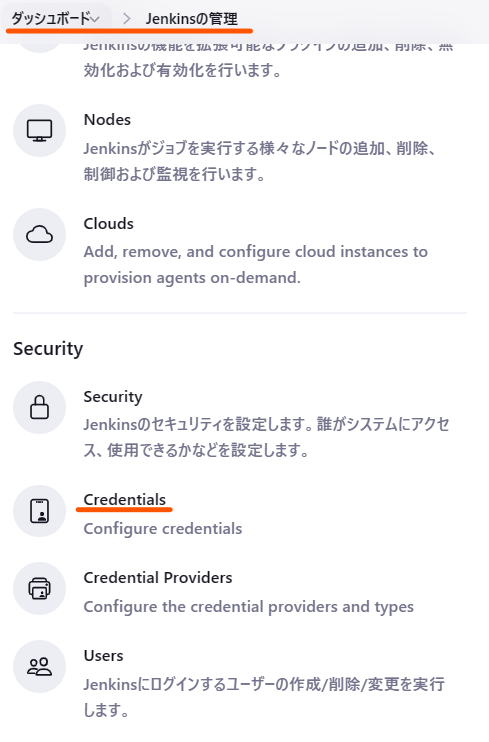 ダッシュボード > Jenkinsの管理
Jenkinsの機能を拡張可能なプラグインの追加、削除、無
効化および有効化を行います。
Nodes
Jenkinsがジョブを実行する様々なノードの追加、削除、
制御および監視を行います。
Clouds
Add, remove, and configure cloud instances to
provision agents on-demand.
Security
Security
Jenkinsのセキュリティを設定します。誰がシステムにアクセ
ス、使用できるかなどを設定します。
Credentials
Configure credentials
Credential Providers
Configure the credential providers and types
Users
Jenkinsにログインするユーザーの作成/削除/変更を実行
します。